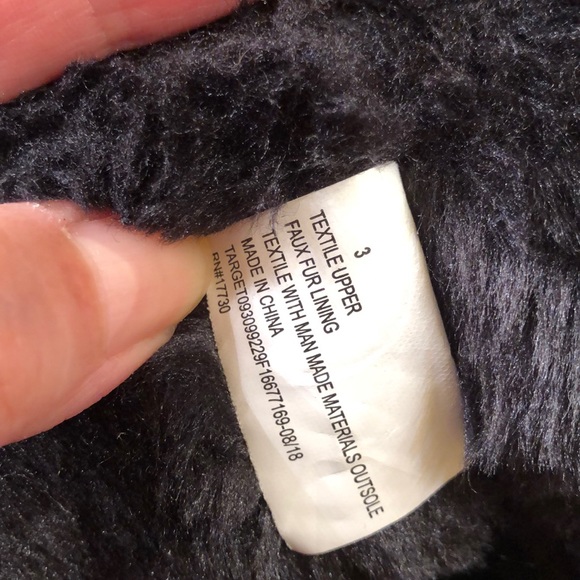 3
TEXTILE UPPER
FAUX FUR LINING
TEXTILE WITH MAN MADE MATERIALS OUTSOLE
MADE IN CHINA
TARGET093099229F16677169-08/18
RN#17730